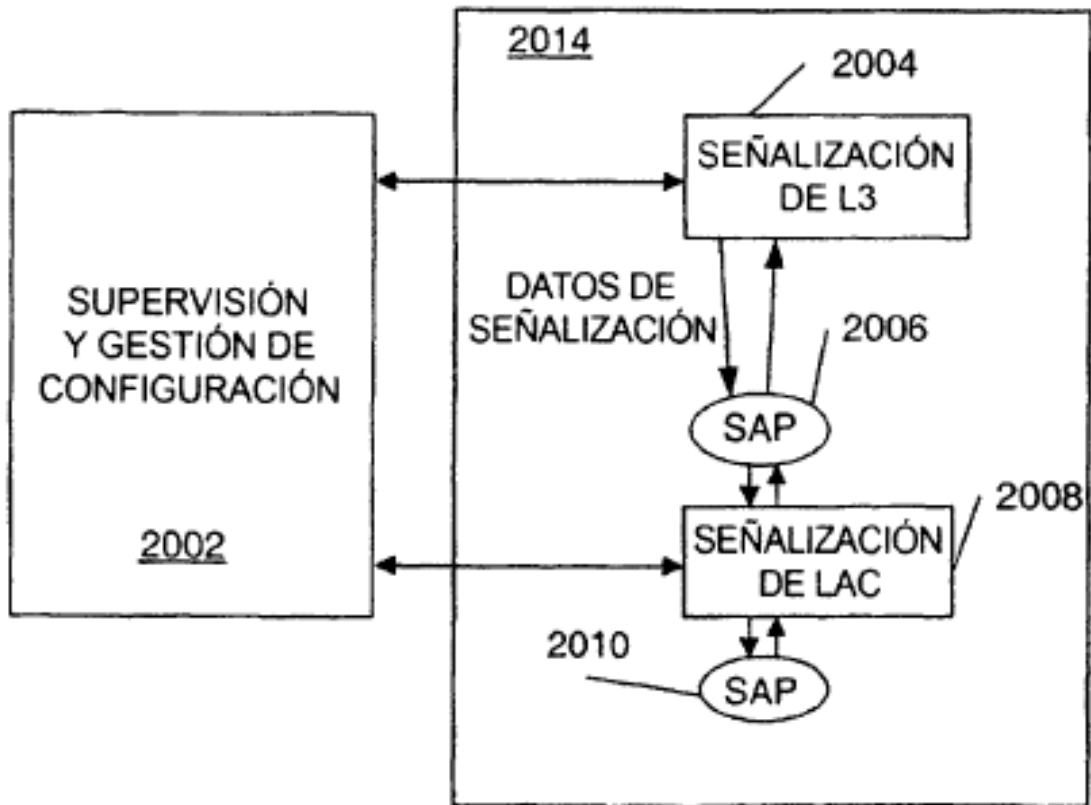 2014
2004
SEÑALIZACIÓN
DE L3
SUPERVISIÓN
Y GESTIÓN DE
CONFIGURACIÓN
2002
DATOS DE
SEÑALIZACIÓN
2006
SAP
2008
SEÑALIZACIÓN
DE LAC
2010
SAP